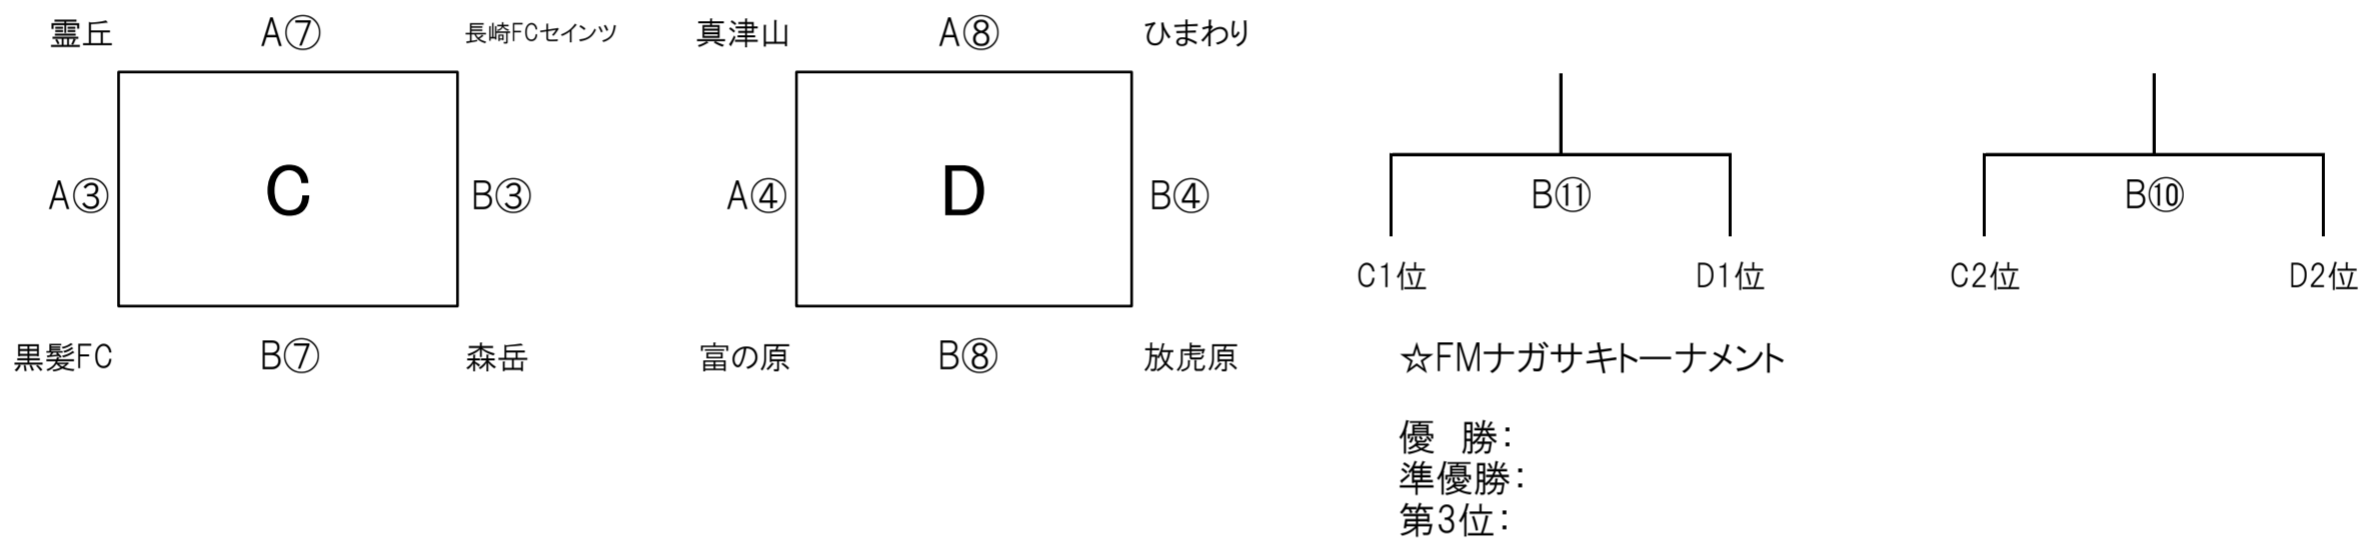 霊丘 A⑦ 長崎FCセインツ
A③ C B③
黒髪FC B⑦ 森岳
真津山 A⑧ ひまわり
A④ D B④
富の原 B⑧ 放虎原
B⑪
C1位 D1位
B⑩
C2位 D2位
☆FMナガサキトーナメント
優　勝：
準優勝：
第3位：